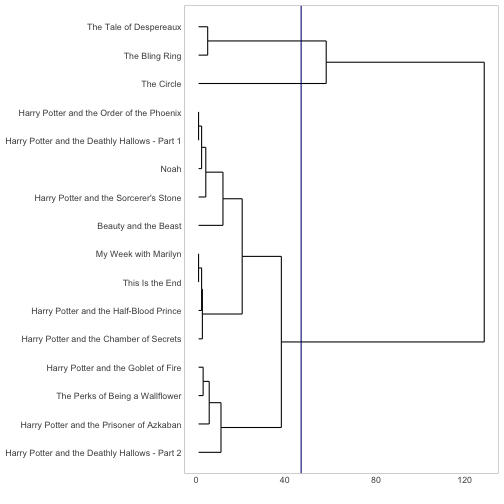 The Tale of Despereaux
The Bling Ring
The Circle
Harry Potter and the Order of the Phoenix
Harry Potter and the Deathly Hallows - Part 1
Noah
Harry Potter and the Sorcerer's Stone
Beauty and the Beast
My Week with Marilyn
This Is the End
Harry Potter and the Half-Blood Prince
Harry Potter and the Chamber of Secrets
Harry Potter and the Goblet of Fire
The Perks of Being a Wallflower
Harry Potter and the Prisoner of Azkaban
Harry Potter and the Deathly Hallows - Part 2
0 40 80 120